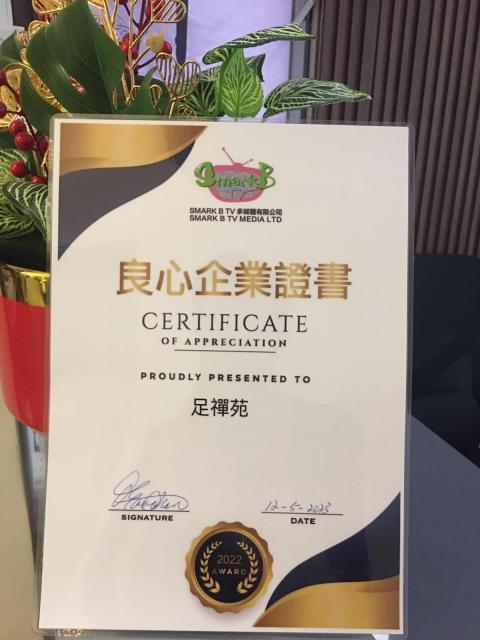 Smark B
TV
SMARK B TV 多媒體有限公司
SMARK B TV MEDIA LTD
良心企業證書
CERTIFICATE
OF APPRECIATION
PROUDLY PRESENTED TO
足禪苑
12-5-2023
SIGNATURE
DATE
2022
AWARD